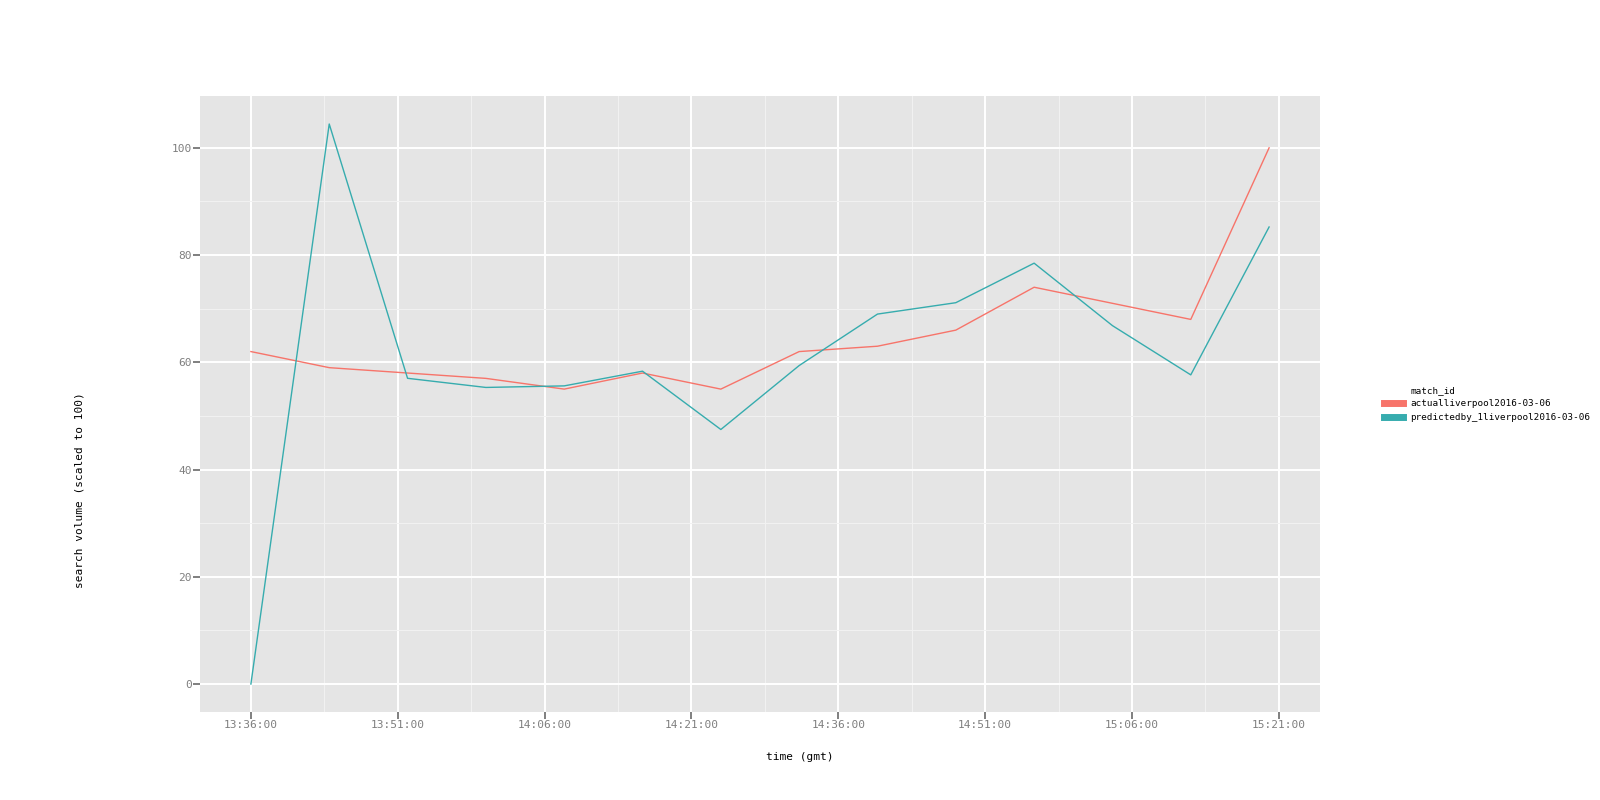 100
80
60
40
20
0
search volume (scaled to 100)
13:36:00 13:51:00 14:06:00 14:21:00 14:36:00 14:51:00 15:06:00 15:21:00
time (gmt)
match_id
actualliverpool2016-03-06
predictedby_1liverpool2016-03-06